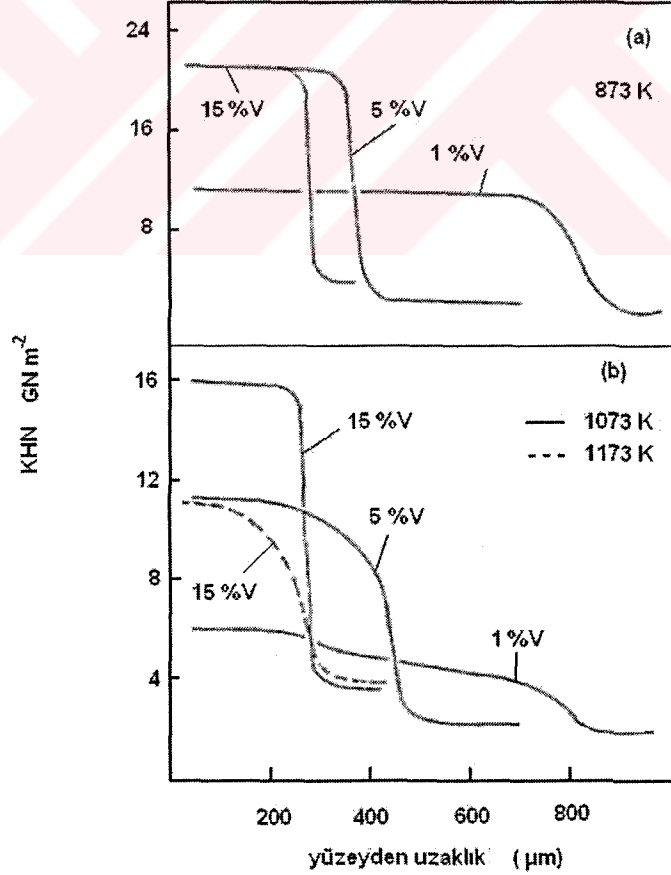 24
(a)
873 K
15 %V
5 %V
16
1 %V
8
KHN GN m-2
(b)
16
1073 K
1173 K
15 %V
12
5 %V
8
15 %V
1 %V
4
200 400 600 800
yüzeyden uzaklık ( µm)